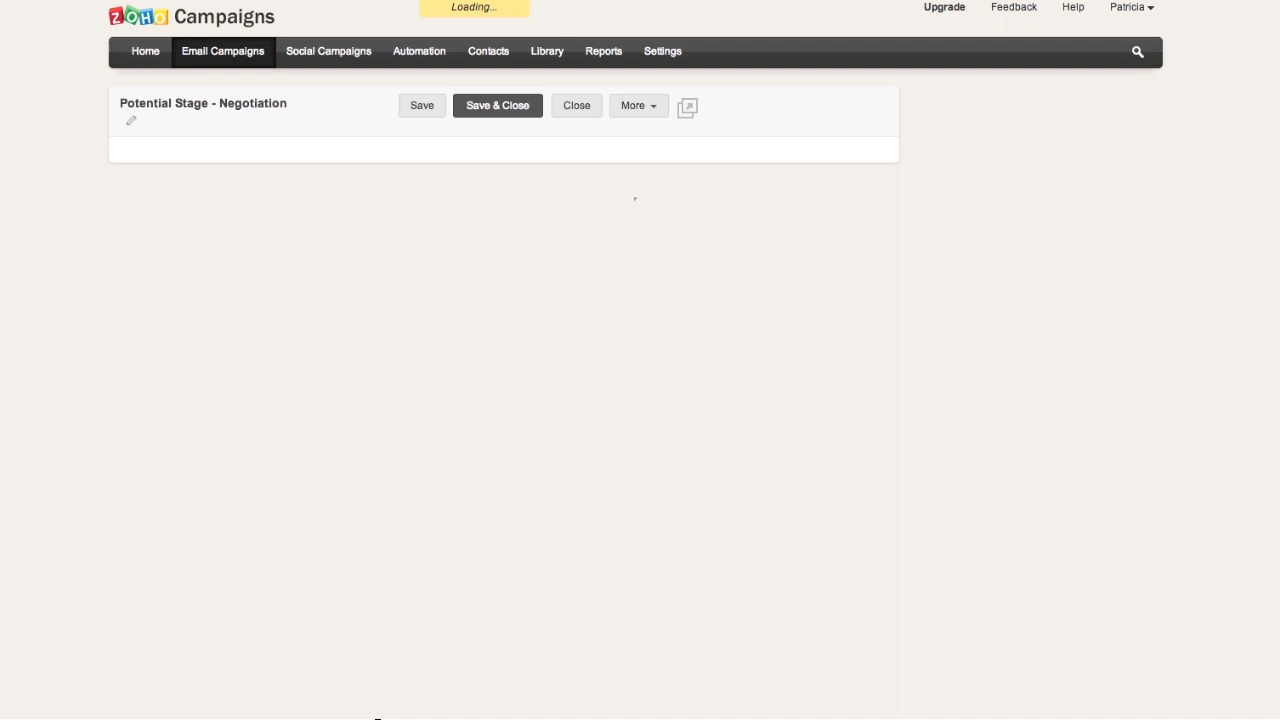 ZOHO Campaigns
Loading...
Upgrade Feedback Help Patricia
Home Email Campaigns Social Campaigns Automation Contacts Library Reports Settings
Potential Stage - Negotiation
Save Save & Close Close More